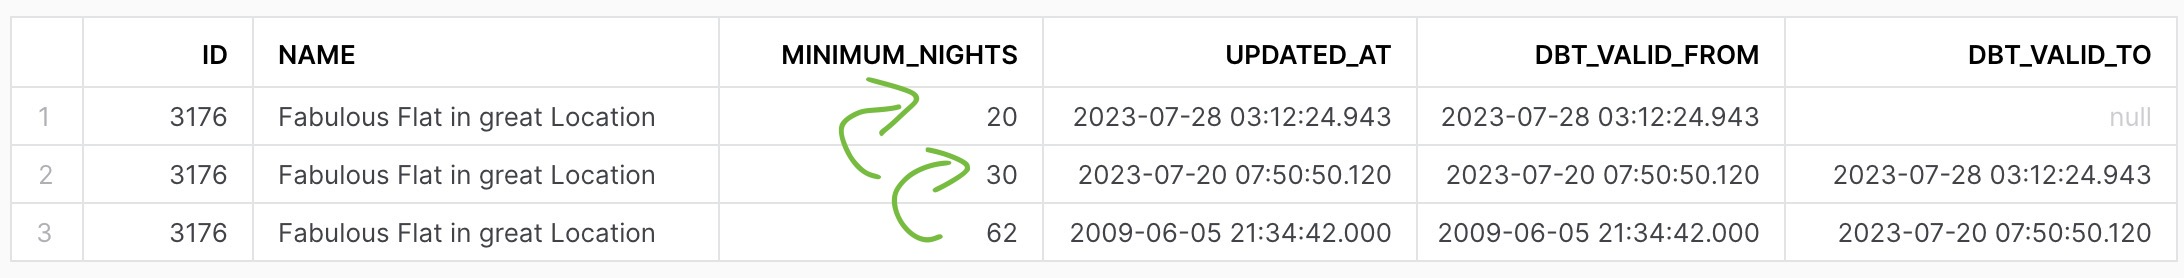 ID NAME MINIMUM_NIGHTS UPDATED_AT DBT_VALID_FROM DBT_VALID_TO
1 3176 Fabulous Flat in great Location 20 2023-07-28 03:12:24.943 2023-07-28 03:12:24.943 null
2 3176 Fabulous Flat in great Location 30 2023-07-20 07:50:50.120 2023-07-20 07:50:50.120 2023-07-28 03:12:24.943
3 3176 Fabulous Flat in great Location 62 2009-06-05 21:34:42.000 2009-06-05 21:34:42.000 2023-07-20 07:50:50.120